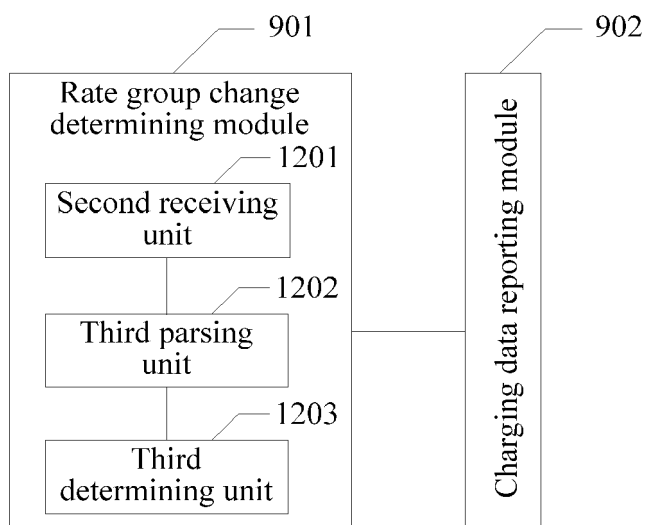 901
902
Rate group change
determining module
1201
Second receiving
unit
1202
Third parsing
unit
1203
Third
determining unit
Charging data reporting module